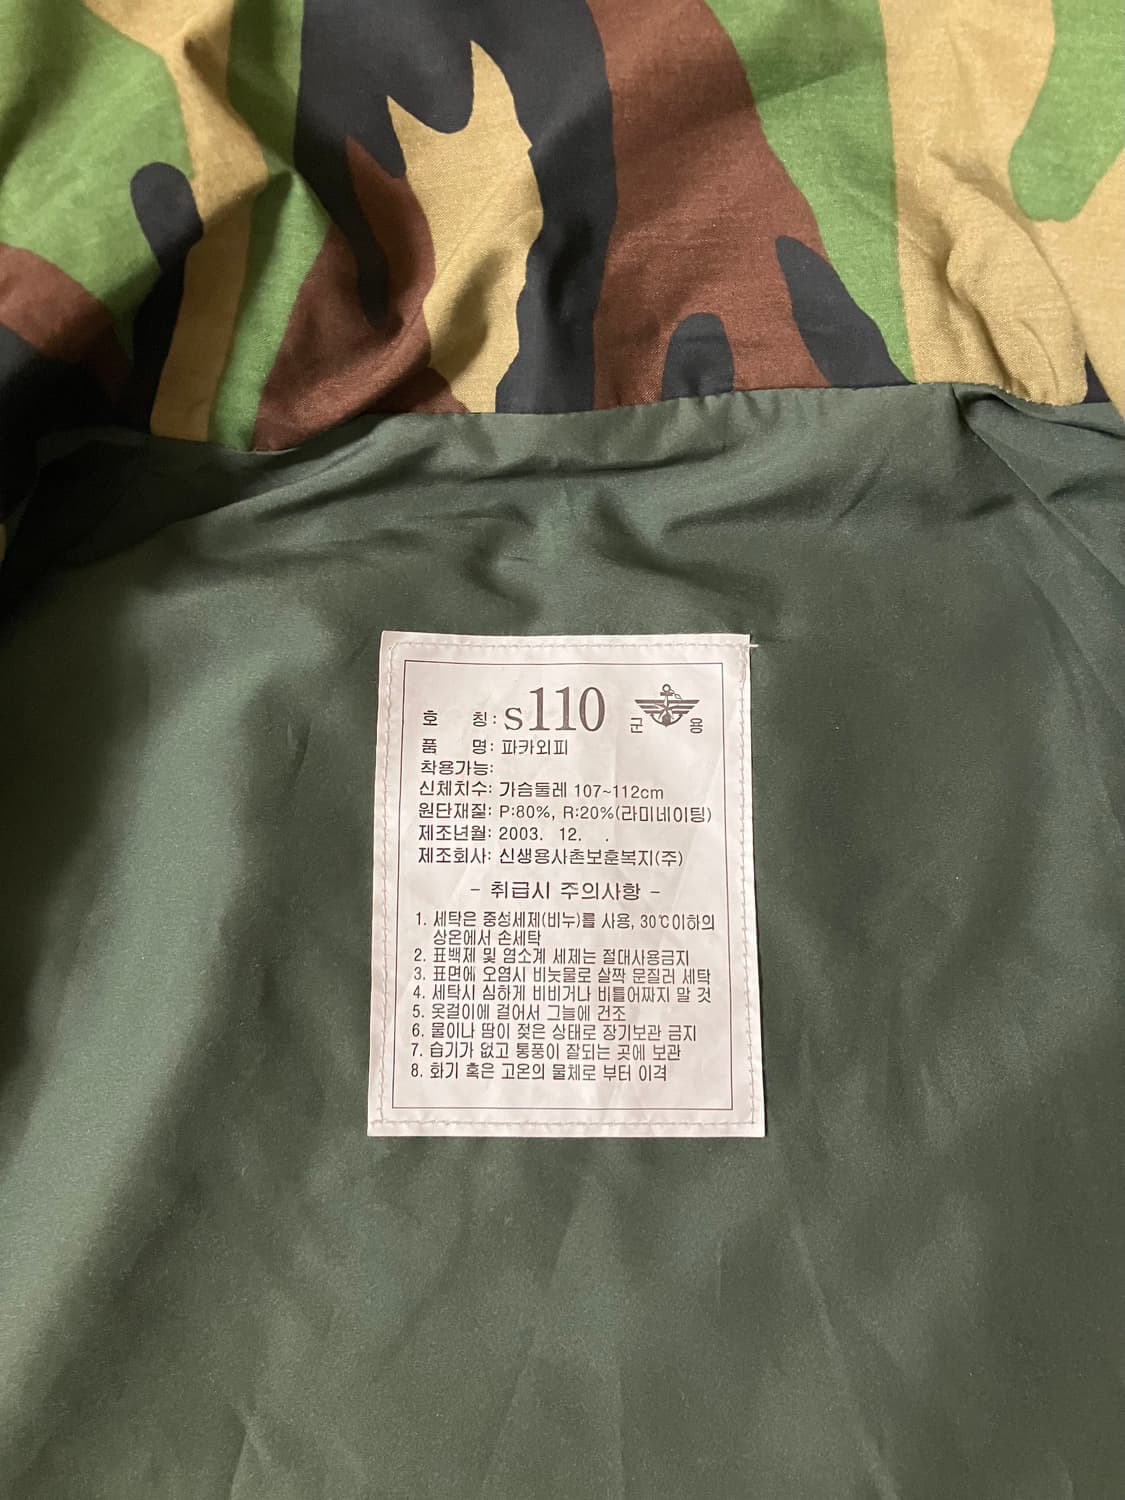 호 칭: s110 군 용
품 명: 파카외피
착용가능:
신체치수: 가슴둘레 107~112cm
원단재질: P:80%, R:20%(라미네이팅)
제조년월: 2003. 12. .
제조회사: 신생용사촌보훈복지(주)
- 취급시 주의사항 -
1. 세탁은 중성세제(비누)를 사용, 30℃이하의
상온에서 손세탁
2. 표백제 및 염소계 세제는 절대사용금지
3. 표면에 오염시 비눗물로 살짝 문질러 세탁
4. 세탁시 심하게 비비거나 비틀어짜지 말 것
5. 옷걸이에 걸어서 그늘에 건조
6. 물이나 땀이 젖은 상태로 장기보관 금지
7. 습기가 없고 통풍이 잘되는 곳에 보관
8. 화기 혹은 고온의 물체로 부터 이격